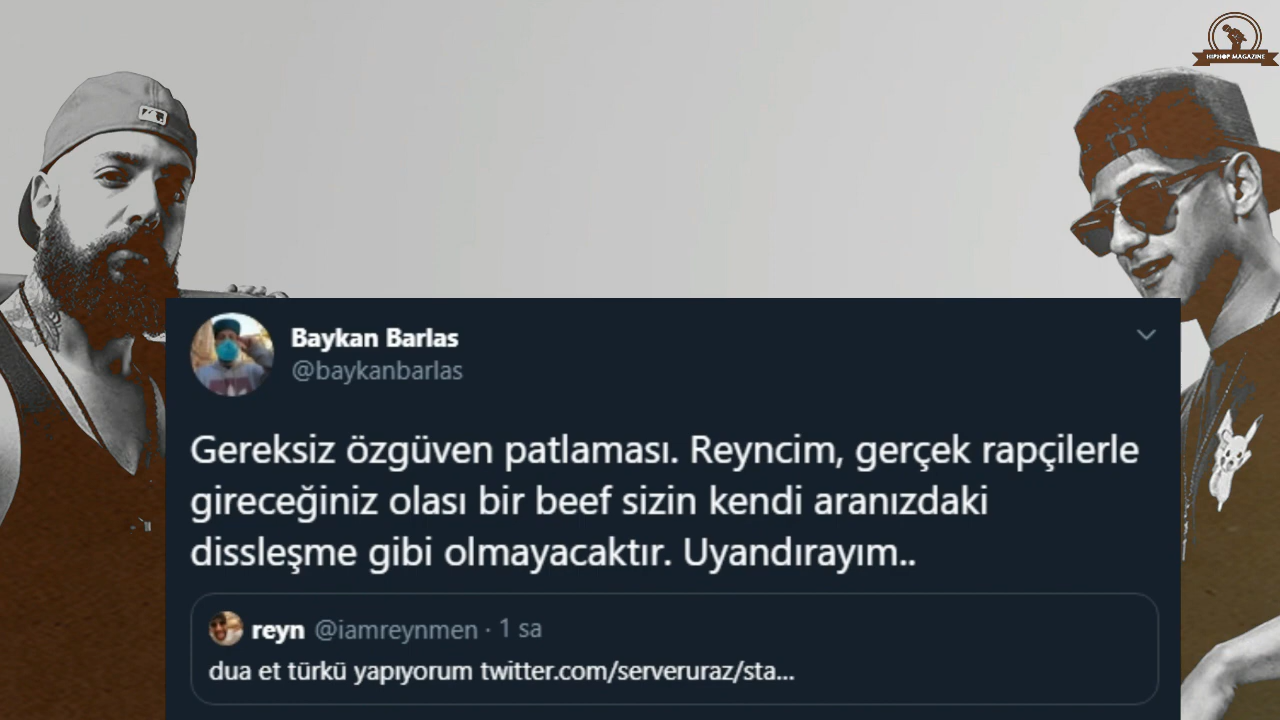 HIPHOP MAGAZINE
Baykan Barlas
@baykanbarlas
Gereksiz özgüven patlaması. Reyncim, gerçek rapçilerle
gireceğiniz olası bir beef sizin kendi aranızdaki
dissleşme gibi olmayacaktır. Uyandırayım..
reyn @iamreynmen · 1 sa
dua et türkü yapıyorum twitter.com/serveruraz/sta...